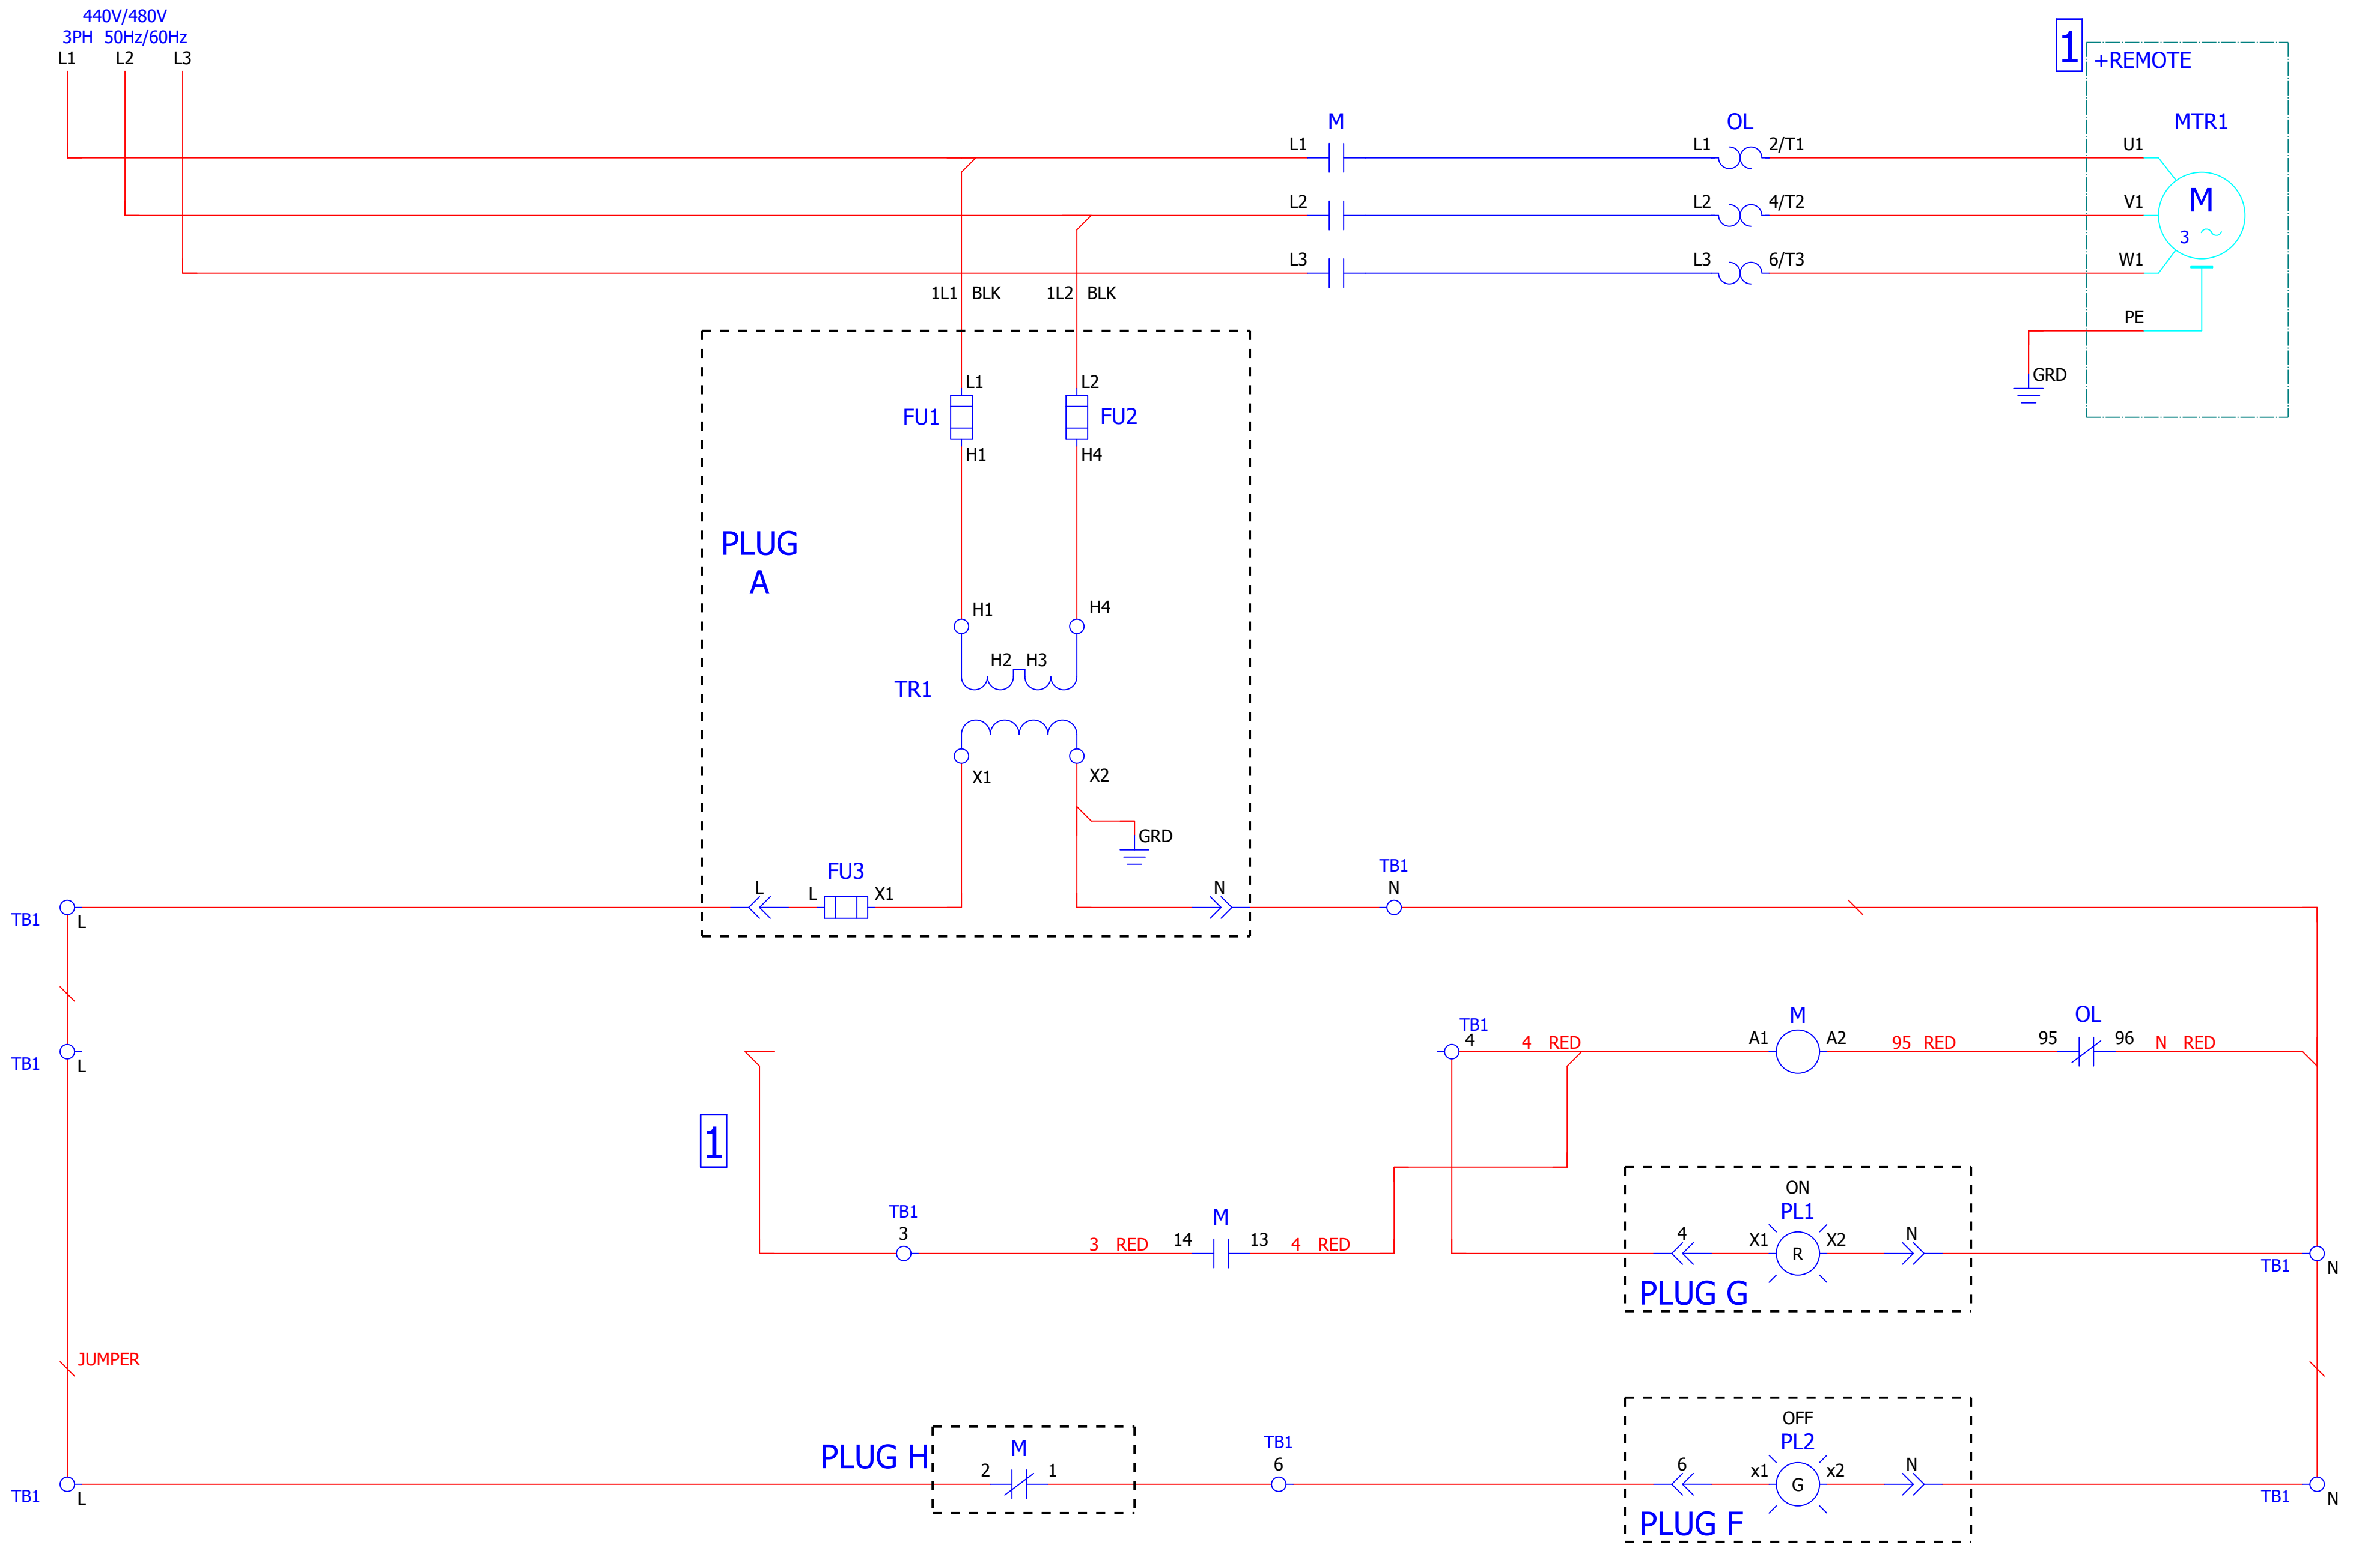 440V/480V
3PH 50Hz/60Hz
L1 L2 L3
1
+REMOTE
M
OL
MTR1
L1
L1
2/T1
U1
L2
L2
4/T2
V1
M
3
L3
L3
6/T3
W1
1L1 BLK
1L2 BLK
PE
GRD
L1
L2
FU1
FU2
H1
H4
PLUG
A
H1
H4
H2 H3
TR1
X1
X2
GRD
FU3
L
L
X1
N
TB1
N
TB1
L
TB1
L
TB1
4
4 RED
M
A1
A2
95 RED
OL
95
96
N RED
1
TB1
3
3 RED
M
14
13
4 RED
ON
PL1
4
X1
R
X2
N
PLUG G
TB1
N
JUMPER
PLUG H
M
2
1
TB1
6
OFF
PL2
6
x1
G
x2
N
PLUG F
TB1
L
TB1
N